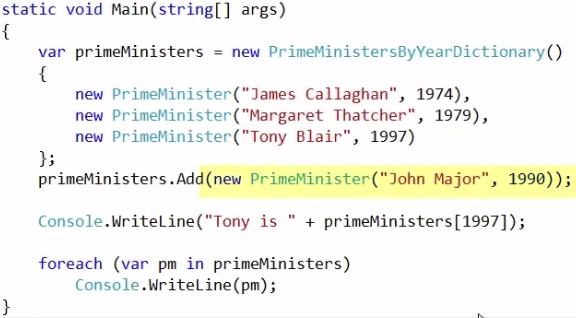 static void Main(string[] args)
{
    var primeMinisters = new PrimeMinistersByYearDictionary()
    {
        new PrimeMinister("James Callaghan", 1974),
        new PrimeMinister("Margaret Thatcher", 1979),
        new PrimeMinister("Tony Blair", 1997)
    };
    primeMinisters.Add(new PrimeMinister("John Major", 1990));
    Console.WriteLine("Tony is " + primeMinisters[1997]);
    foreach (var pm in primeMinisters)
        Console.WriteLine(pm);
}